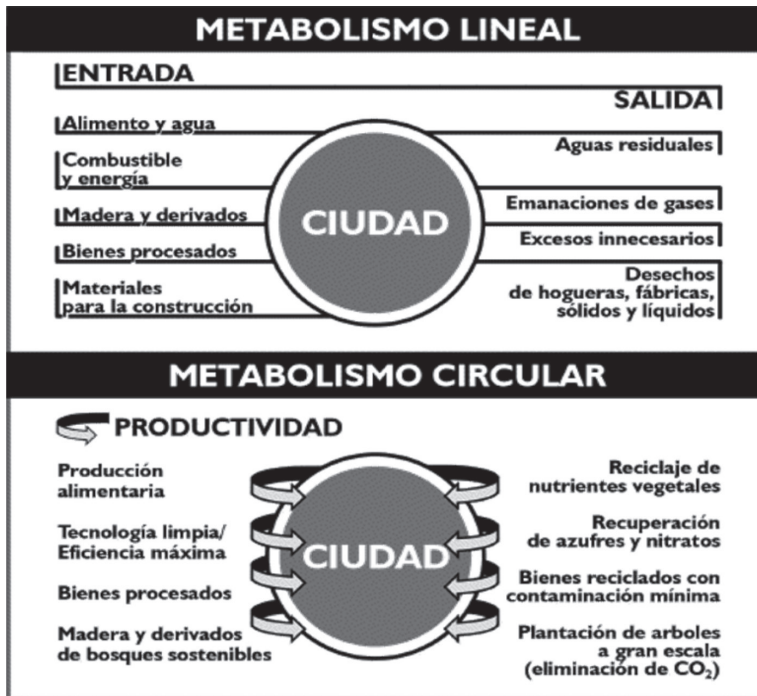 METABOLISMO LINEAL
ENTRADA
SALIDA
Alimento y agua
Combustible
y energía
Madera y derivados
Bienes procesados
Materiales
para la construcción
CIUDAD
Aguas residuales
Emanaciones de gases
Excesos innecesarios
Desechos
de hogueras, fábricas,
sólidos y líquidos
METABOLISMO CIRCULAR
PRODUCTIVIDAD
Producción
alimentaria
Tecnología limpia/
Eficiencia máxima
Bienes procesados
Madera y derivados
de bosques sostenibles
CIUDAD
Reciclaje de
nutrientes vegetales
Recuperación
de azufres y nitratos
Bienes reciclados con
contaminación mínima
Plantación de arboles
a gran escala
(eliminación de CO₂)